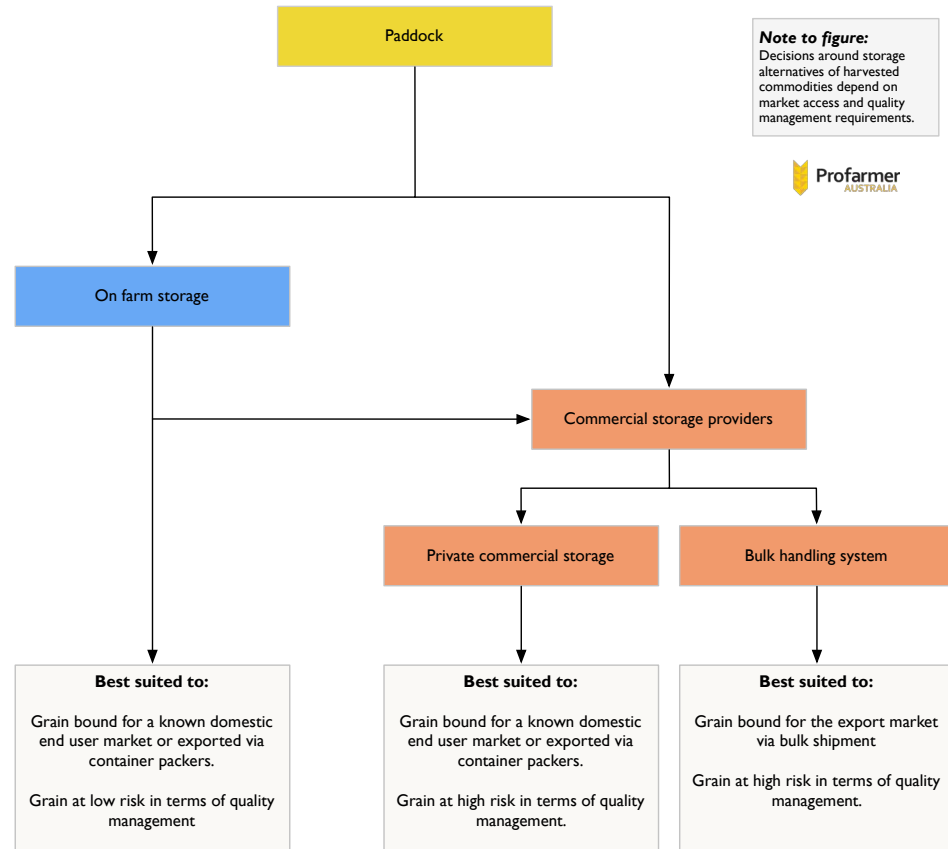 Paddock
Note to figure:
Decisions around storage
alternatives of harvested
commodities depend on
market access and quality
management requirements.
Profarmer
AUSTRALIA
On farm storage
Commercial storage providers
Private commercial storage
Bulk handling system
Best suited to:
Grain bound for a known domestic
end user market or exported via
container packers.
Grain at low risk in terms of quality
management
Best suited to:
Grain bound for a known domestic
end user market or exported via
container packers.
Grain at high risk in terms of quality
management.
Best suited to:
Grain bound for the export market
via bulk shipment
Grain at high risk in terms of quality
management.